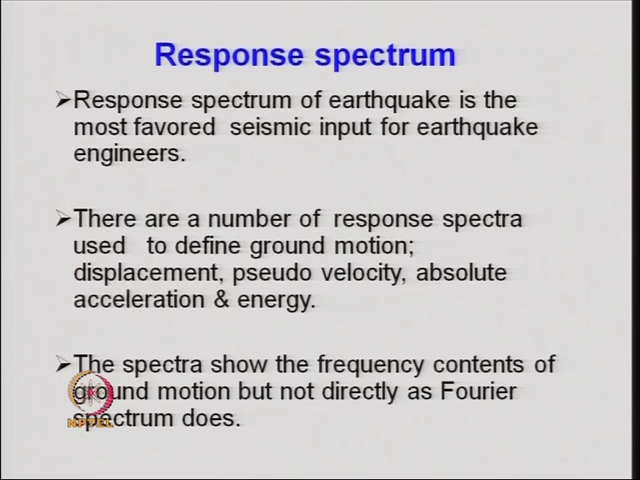 Response spectrum
➢Response spectrum of earthquake is the
most favored seismic input for earthquake
engineers.
➢There are a number of response spectra
used to define ground motion;
displacement, pseudo velocity, absolute
acceleration & energy.
➢The spectra show the frequency contents of
ground motion but not directly as Fourier
spectrum does.
NPTEL